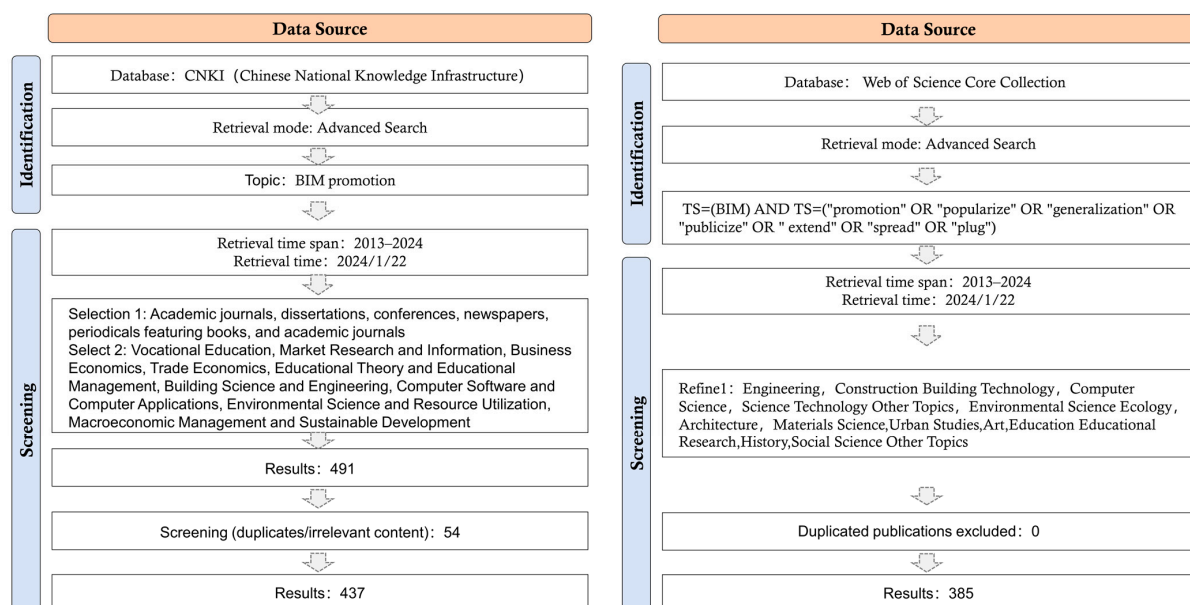 Data Source
Identification
Database：CNKI（Chinese National Knowledge Infrastructure）
Retrieval mode: Advanced Search
Topic：BIM promotion
Screening
Retrieval time span：2013–2024
Retrieval time：2024/1/22
Selection 1: Academic journals, dissertations, conferences, newspapers,
periodicals featuring books, and academic journals
Select 2: Vocational Education, Market Research and Information, Business
Economics, Trade Economics, Educational Theory and Educational
Management, Building Science and Engineering, Computer Software and
Computer Applications, Environmental Science and Resource Utilization,
Macroeconomic Management and Sustainable Development
Results：491
Screening (duplicates/irrelevant content)：54
Results：437
Data Source
Identification
Database： Web of Science Core Collection
Retrieval mode: Advanced Search
TS=(BIM) AND TS=("promotion" OR "popularize" OR "generalization" OR
"publicize" OR " extend" OR "spread" OR "plug")
Screening
Retrieval time span：2013–2024
Retrieval time：2024/1/22
Refine1：Engineering，Construction Building Technology，Computer
Science，Science Technology Other Topics，Environmental Science Ecology，
Architecture，Materials Science,Urban Studies,Art,Education Educational
Research,History,Social Science Other Topics
Duplicated publications excluded：0
Results：385